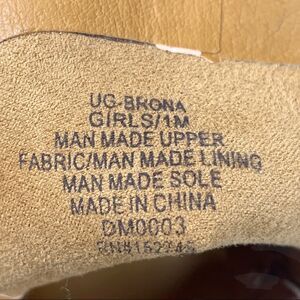 UG-BRONA
GIRLS/1M
MAN MADE UPPER
FABRIC/MAN MADE LINING
MAN MADE SOLE
MADE IN CHINA
DM0003